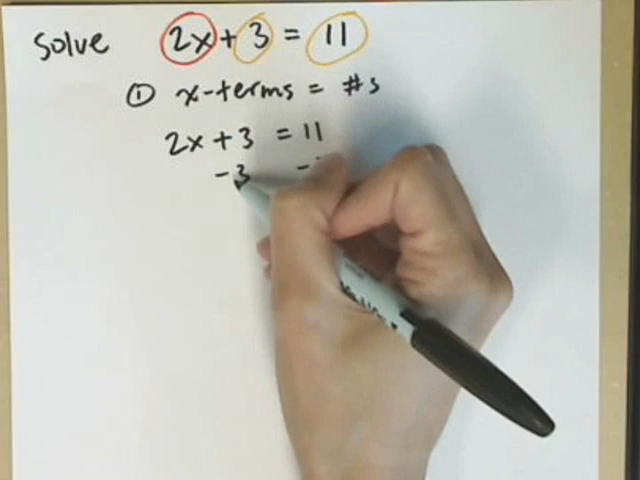 Solve 2x + 3 = 11
① x-terms = #s
2x + 3 = 11
-3 -